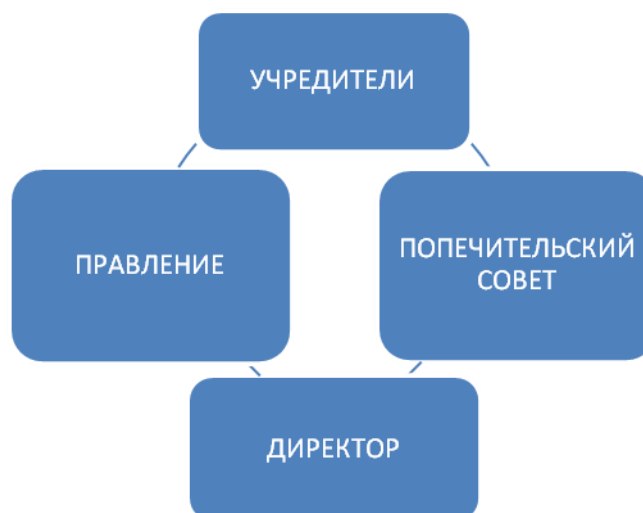 УЧРЕДИТЕЛИ
ПРАВЛЕНИЕ
ПОПЕЧИТЕЛЬСКИЙ
СОВЕТ
ДИРЕКТОР